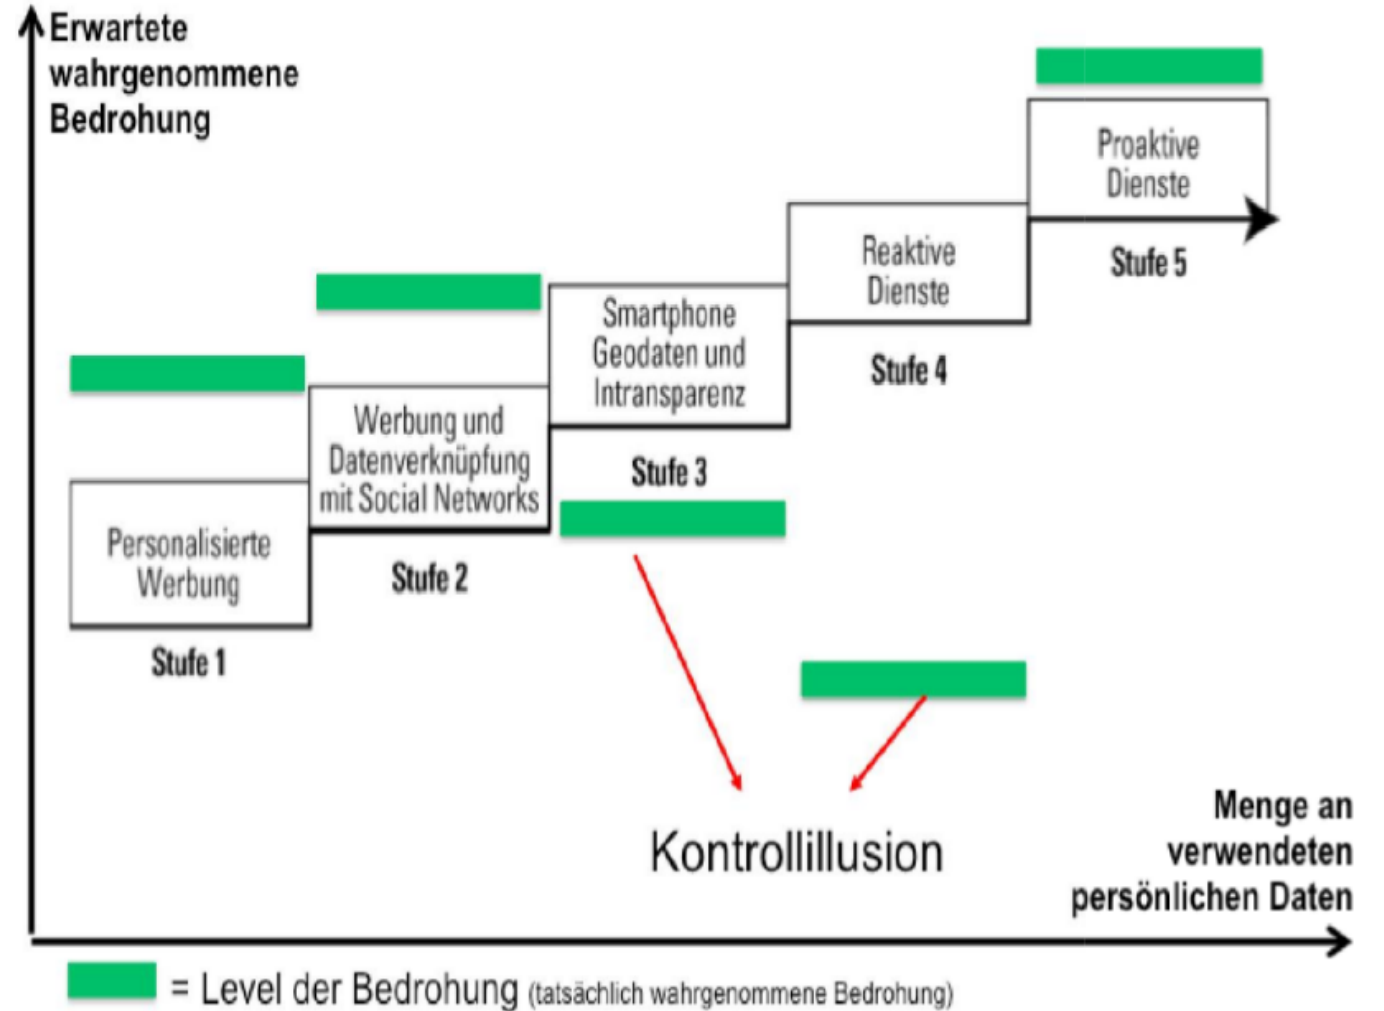 Erwartete
wahrgenommene
Bedrohung
Proaktive
Dienste
Stufe 5
Reaktive
Dienste
Stufe 4
Smartphone
Geodaten und
Intransparenz
Stufe 3
Werbung und
Datenverknüpfung
mit Social Networks
Stufe 2
Personalisierte
Werbung
Stufe 1
Kontrollillusion
Menge an
verwendeten
persönlichen Daten
= Level der Bedrohung (tatsächlich wahrgenommene Bedrohung)